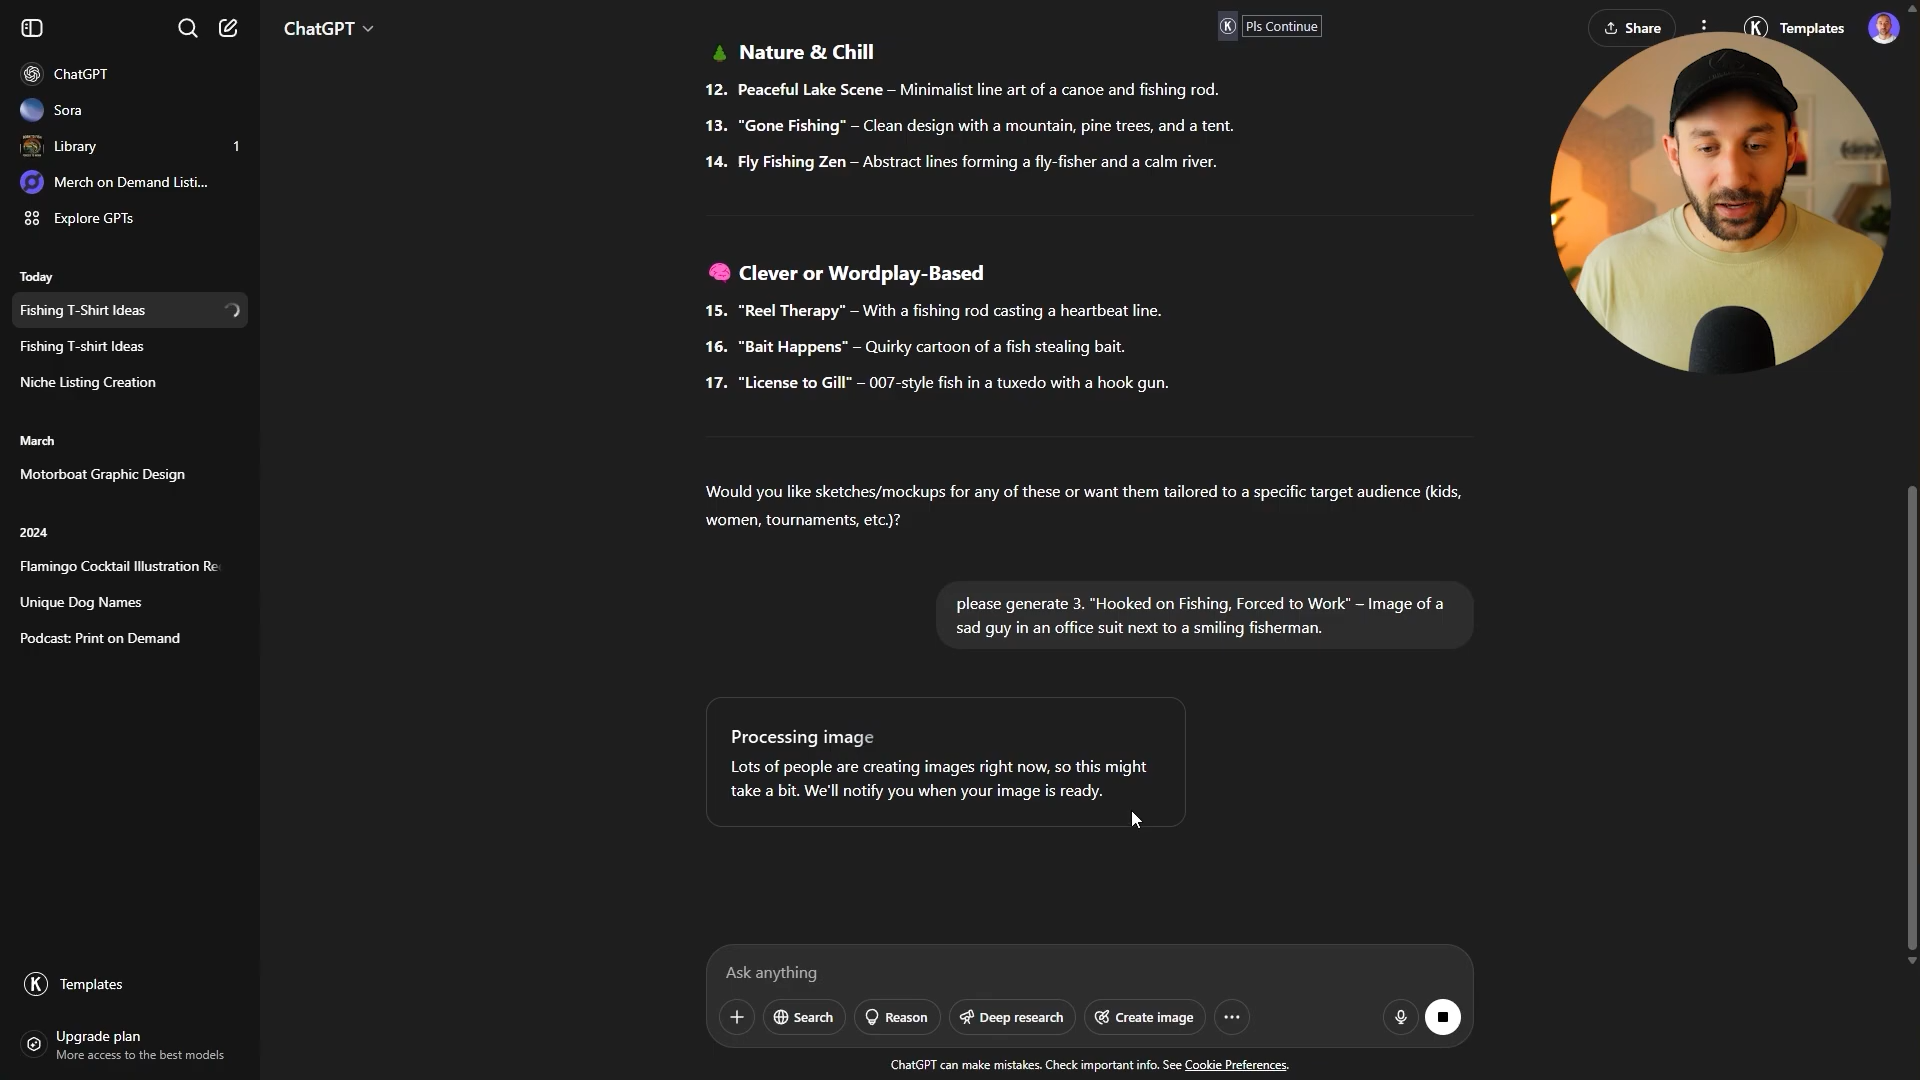 ChatGPT
Sora
Library 1
Merch on Demand Listi...
Explore GPTs
Today
Fishing T-Shirt Ideas
Fishing T-shirt Ideas
Niche Listing Creation
March
Motorboat Graphic Design
2024
Flamingo Cocktail Illustration Re
Unique Dog Names
Podcast: Print on Demand
K Templates
Upgrade plan
More access to the best models
ChatGPT
K Pls Continue
Share
K Templates
Nature & Chill
12. Peaceful Lake Scene – Minimalist line art of a canoe and fishing rod.
13. "Gone Fishing" – Clean design with a mountain, pine trees, and a tent.
14. Fly Fishing Zen – Abstract lines forming a fly-fisher and a calm river.
Clever or Wordplay-Based
15. "Reel Therapy" – With a fishing rod casting a heartbeat line.
16. "Bait Happens" – Quirky cartoon of a fish stealing bait.
17. "License to Gill" – 007-style fish in a tuxedo with a hook gun.
Would you like sketches/mockups for any of these or want them tailored to a specific target audience (kids,
women, tournaments, etc.)?
please generate 3. "Hooked on Fishing, Forced to Work" – Image of a
sad guy in an office suit next to a smiling fisherman.
Processing image
Lots of people are creating images right now, so this might
take a bit. We'll notify you when your image is ready.
Ask anything
Search
Reason
Deep research
Create image
ChatGPT can make mistakes. Check important info. See Cookie Preferences.